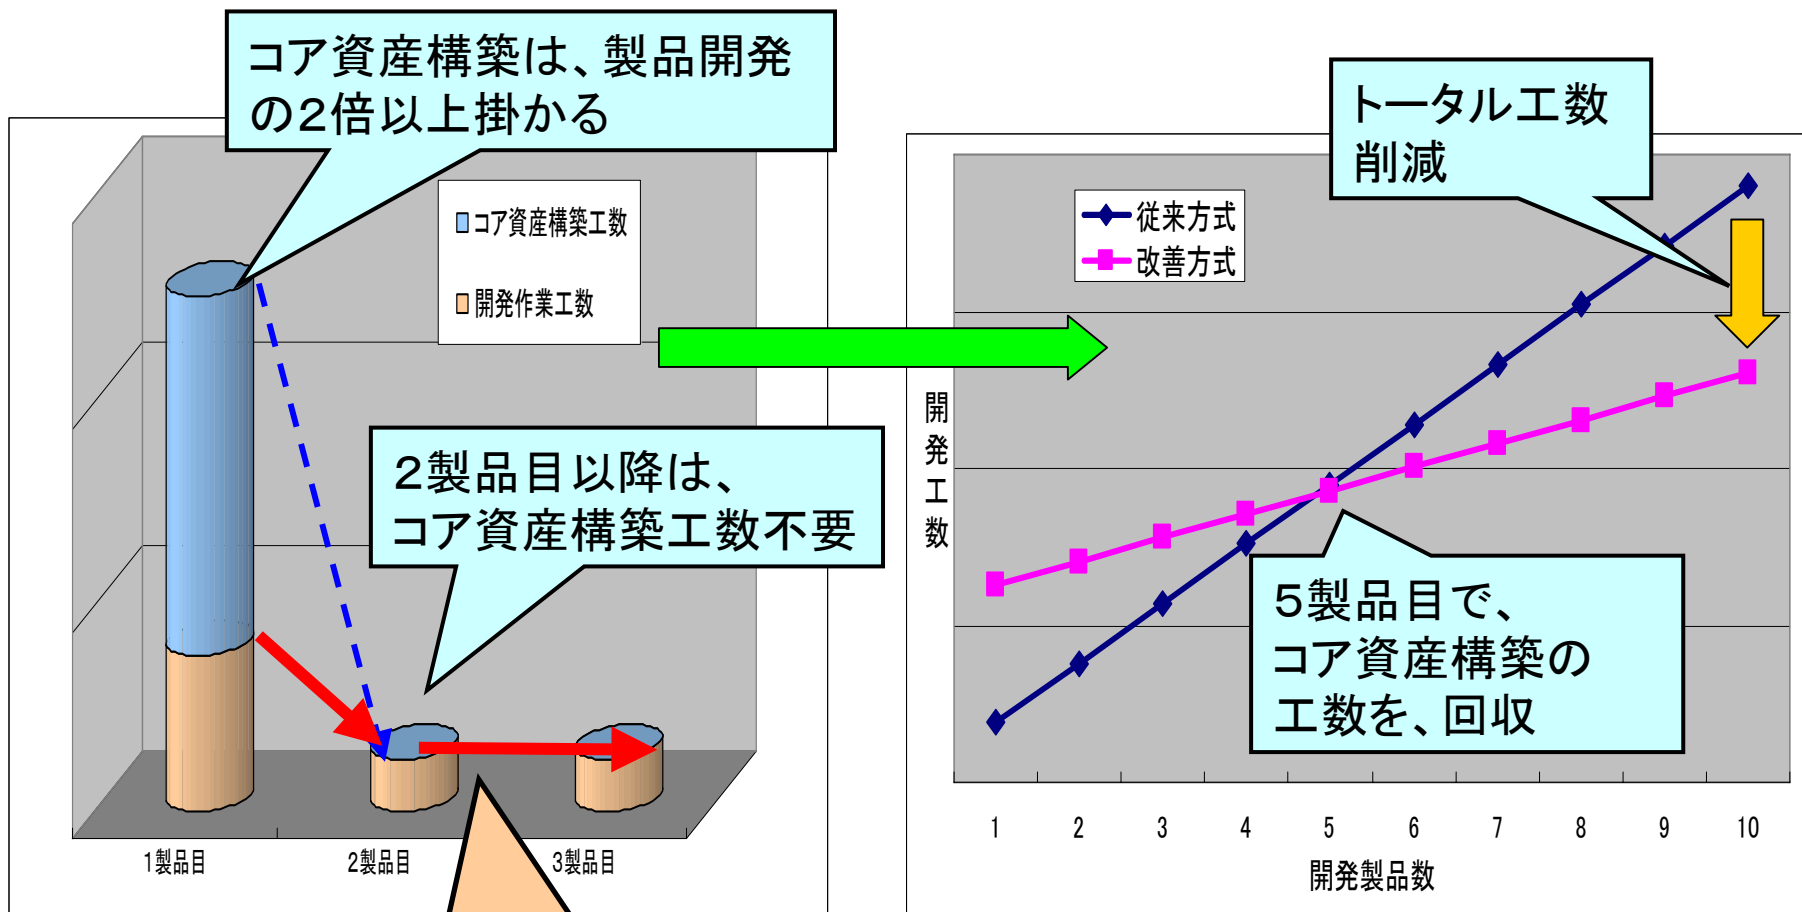 コア資産構築は、製品開発
の2倍以上掛かる
コア資産構築工数
開発作業工数
2製品目以降は、
コア資産構築工数不要
1製品目
2製品目
3製品目
トータル工数
削減
従来方式
改善方式
開発工数
5製品目で、
コア資産構築の
工数を、回収
1 2 3 4 5 6 7 8 9 10
開発製品数